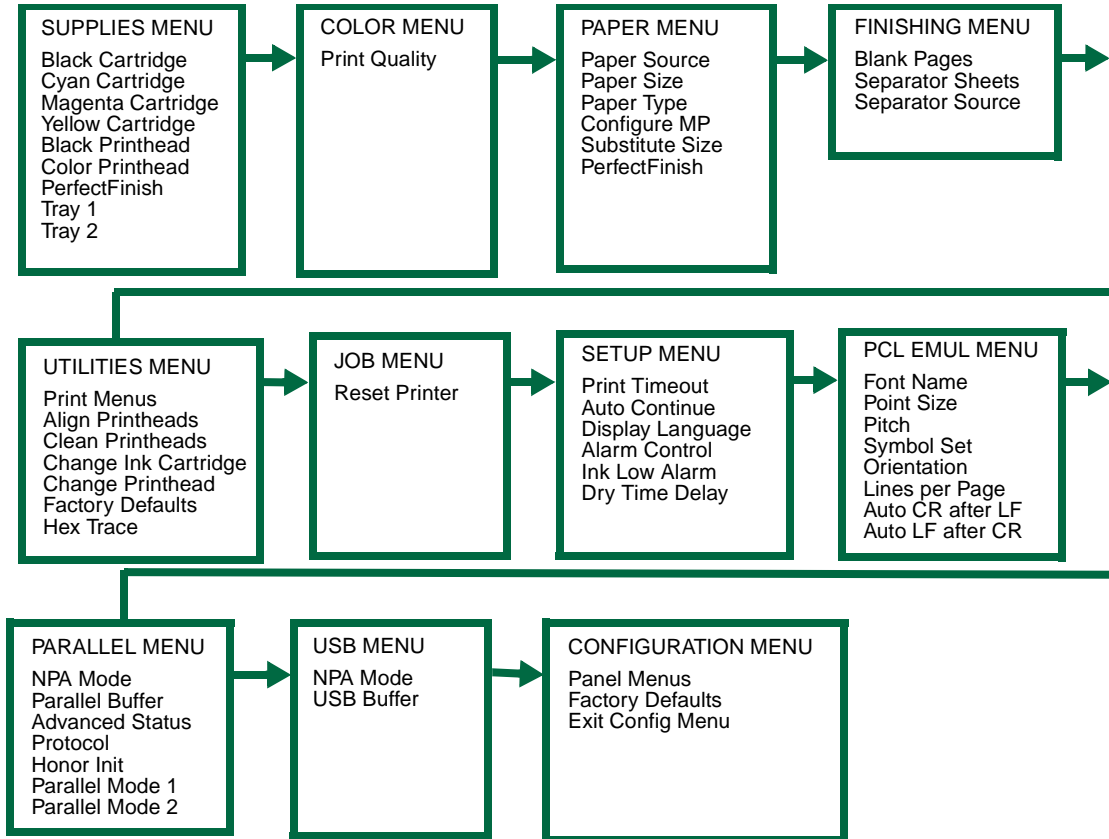 SUPPLIES MENU
Black Cartridge
Cyan Cartridge
Magenta Cartridge
Yellow Cartridge
Black Printhead
Color Printhead
PerfectFinish
Tray 1
Tray 2
COLOR MENU
Print Quality
PAPER MENU
Paper Source
Paper Size
Paper Type
Configure MP
Substitute Size
PerfectFinish
FINISHING MENU
Blank Pages
Separator Sheets
Separator Source
UTILITIES MENU
Print Menus
Align Printheads
Clean Printheads
Change Ink Cartridge
Change Printhead
Factory Defaults
Hex Trace
JOB MENU
Reset Printer
SETUP MENU
Print Timeout
Auto Continue
Display Language
Alarm Control
Ink Low Alarm
Dry Time Delay
PCL EMUL MENU
Font Name
Point Size
Pitch
Symbol Set
Orientation
Lines per Page
Auto CR after LF
Auto LF after CR
PARALLEL MENU
NPA Mode
Parallel Buffer
Advanced Status
Protocol
Honor Init
Parallel Mode 1
Parallel Mode 2
USB MENU
NPA Mode
USB Buffer
CONFIGURATION MENU
Panel Menus
Factory Defaults
Exit Config Menu